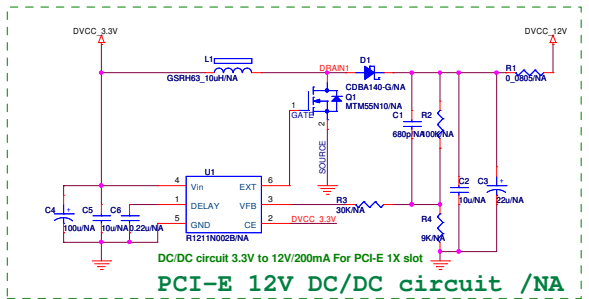 DVCC_3.3V
DVCC_12V
L1
GSRH63_10uH/NA
DRAIN1
D1
CDBA140-G/NA
R1
0_0805/NA
Q1
MTM55N10/NA
1
GATE
2
SOURCE
C1
680p/NA
R2
100K/NA
U1
4
Vin
EXT
6
1
DELAY
VFB
3
5
GND
CE
2
R1211N002B/NA
DVCC_3.3V
R3
30K/NA
R4
9K/NA
C2
10u/NA
C3
22u/NA
C4
100u/NA
C5
10u/NA
C6
0.22u/NA
DC/DC circuit 3.3V to 12V/200mA For PCI-E 1X slot
PCI-E 12V DC/DC circuit /NA